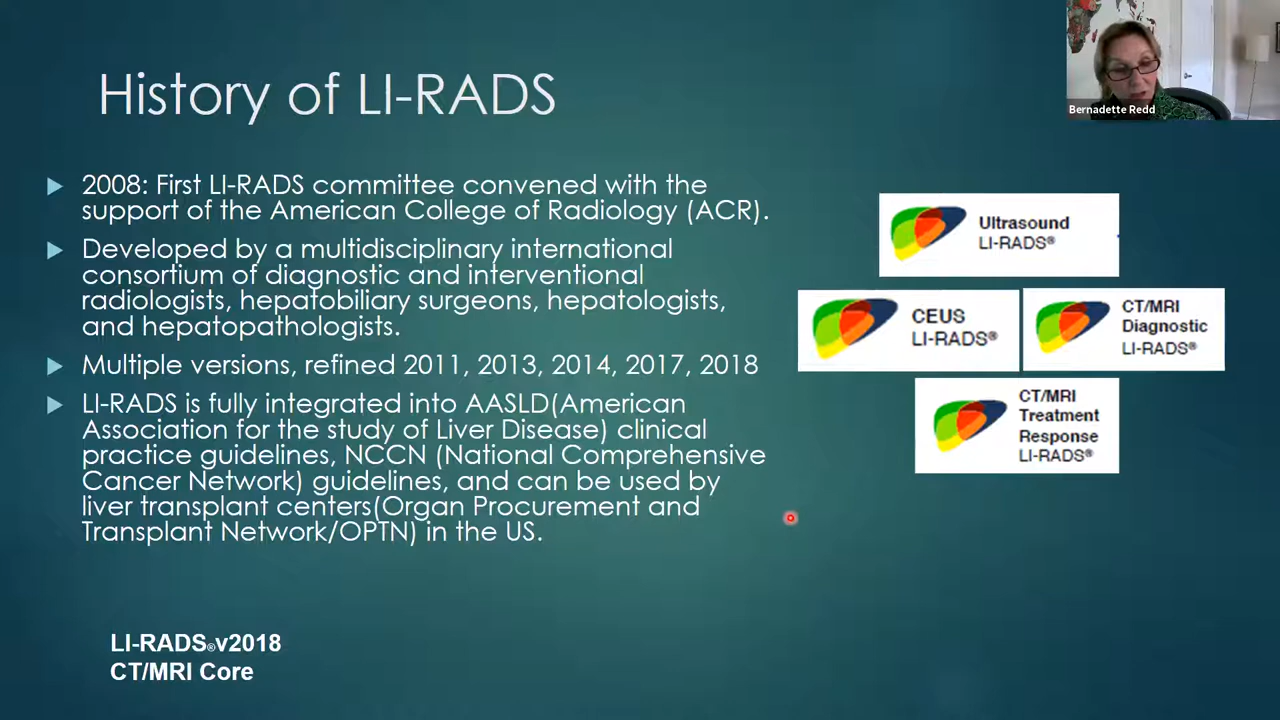 History of LI-RADS
Bernadette Redd
2008: First LI-RADS committee convened with the
support of the American College of Radiology (ACR).
Developed by a multidisciplinary international
consortium of diagnostic and interventional
radiologists, hepatobiliary surgeons, hepatologists,
and hepatopathologists.
Multiple versions, refined 2011, 2013, 2014, 2017, 2018
LI-RADS is fully integrated into AASLD(American
Association for the study of Liver Disease) clinical
practice guidelines, NCCN (National Comprehensive
Cancer Network) guidelines, and can be used by
liver transplant centers(Organ Procurement and
Transplant Network/OPTN) in the US.
Ultrasound
LI-RADS®
CEUS
LI-RADS®
CT/MRI
Diagnostic
LI-RADS®
CT/MRI
Treatment
Response
LI-RADS®
LI-RADS®v2018
CT/MRI Core